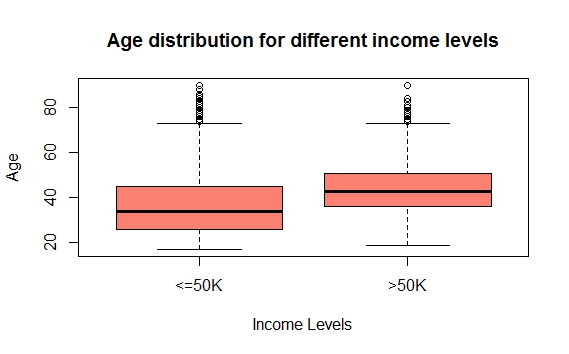 Age distribution for different income levels
Age
80
60
40
20
<=50K
>50K
Income Levels